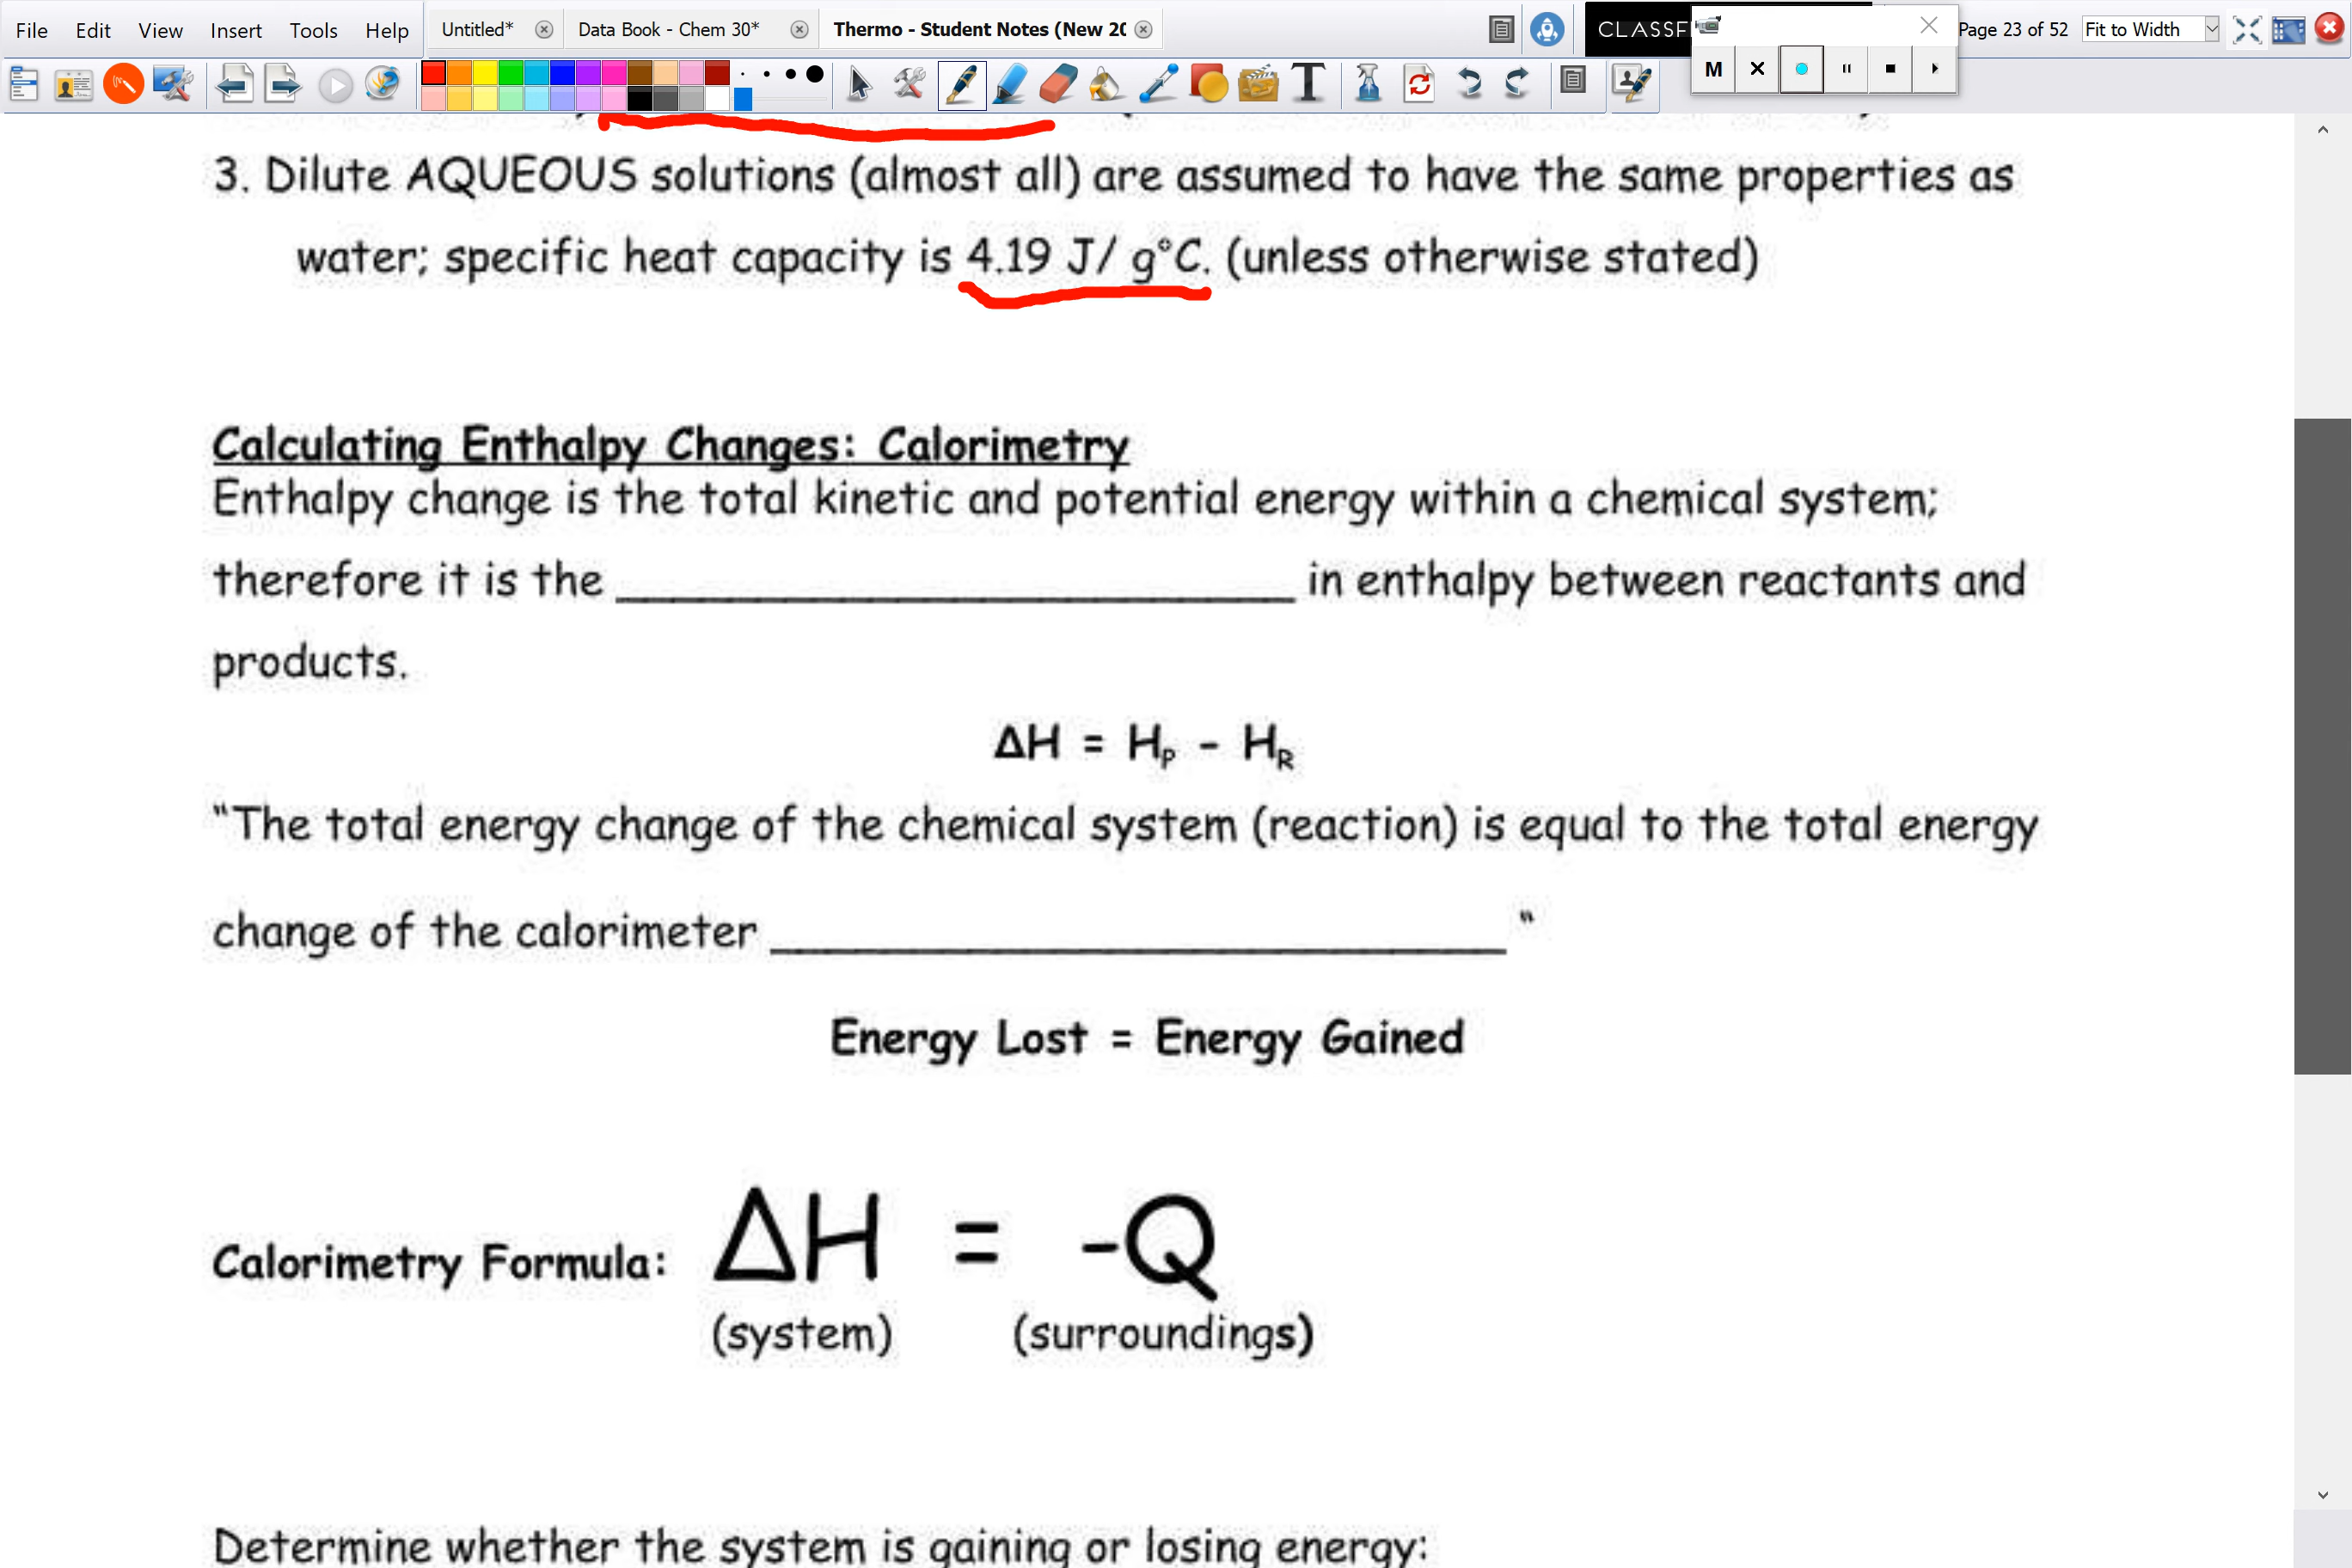 File Edit View Insert Tools Help Untitled* Data Book - Chem 30* Thermo - Student Notes (New 20 CLASSF Page 23 of 52 Fit to Width
M
T
3. Dilute AQUEOUS solutions (almost all) are assumed to have the same properties as
water; specific heat capacity is 4.19 J/ g°C. (unless otherwise stated)
Calculating Enthalpy Changes: Calorimetry
Enthalpy change is the total kinetic and potential energy within a chemical system;
therefore it is the ______________________________ in enthalpy between reactants and
products.
ΔH = H_P - H_R
"The total energy change of the chemical system (reaction) is equal to the total energy
change of the calorimeter ________________________________ "
Energy Lost = Energy Gained
Calorimetry Formula: ΔH = -Q
(system) (surroundings)
Determine whether the system is gaining or losing energy: